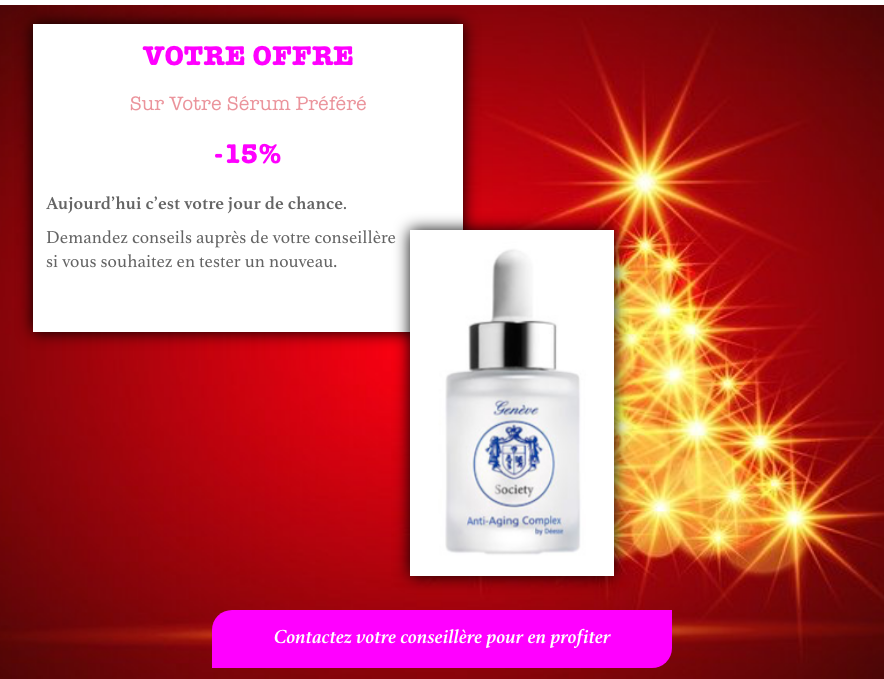 VOTRE OFFRE
Sur Votre Sérum Préféré
-15%
Aujourd’hui c’est votre jour de chance.
Demandez conseils auprès de votre conseillère
si vous souhaitez en tester un nouveau.
Genève
Society
Anti-Aging Complex
by Déesse
Contactez votre conseillère pour en profiter